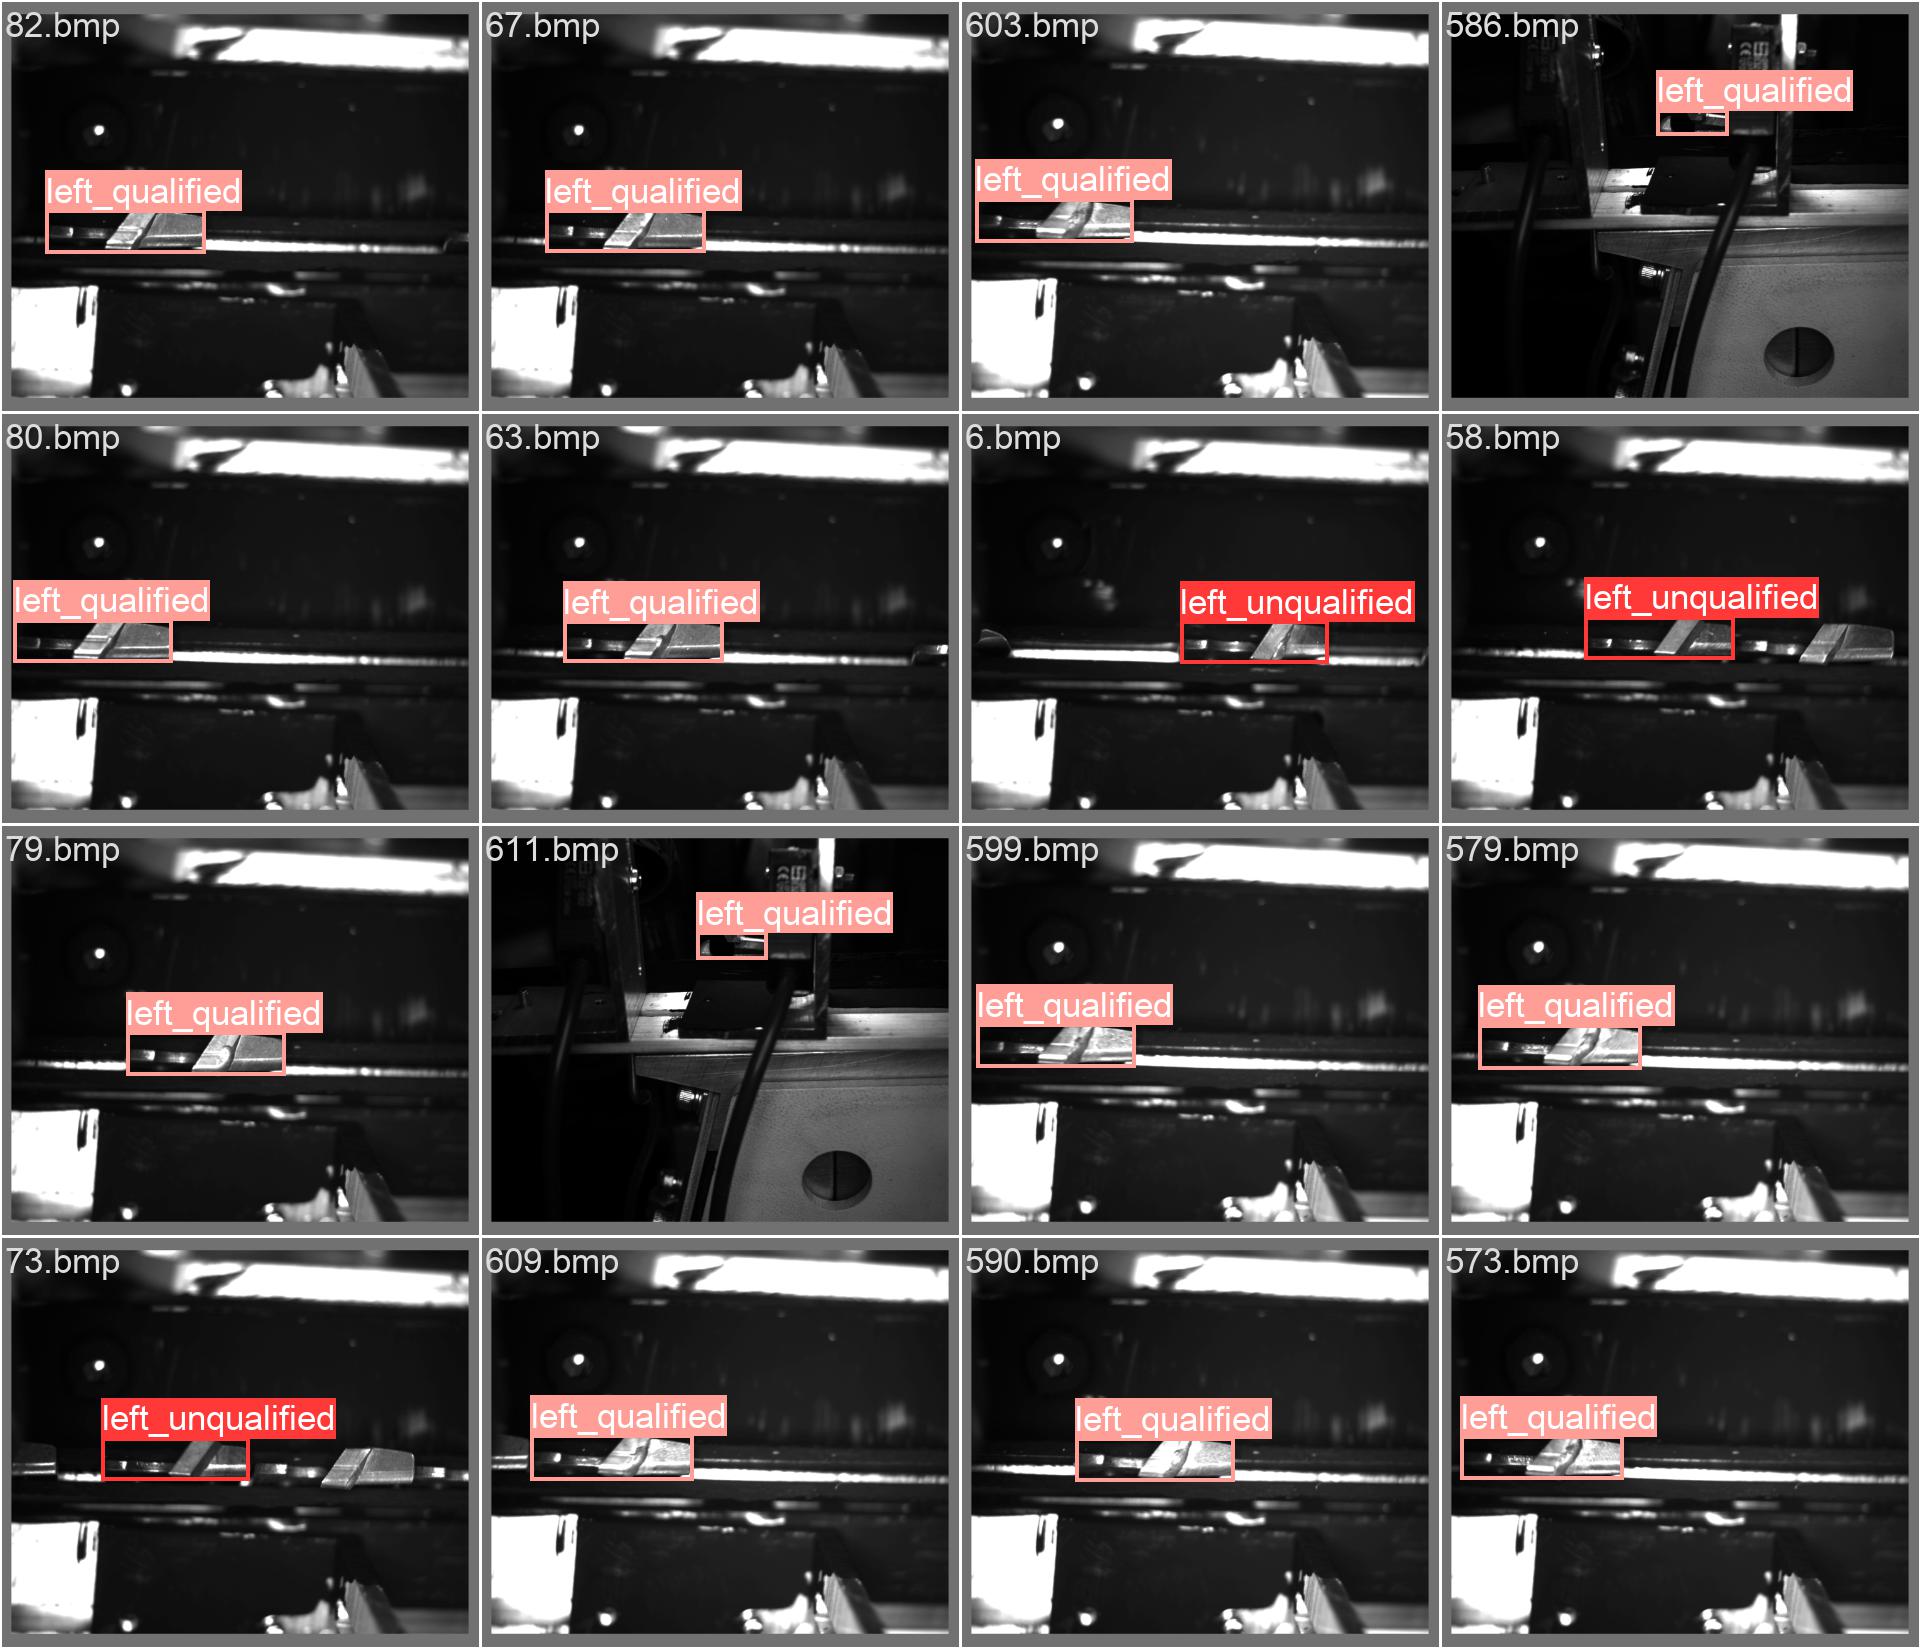 82.bmp
left_qualified
67.bmp
left_qualified
603.bmp
left_qualified
586.bmp
left_qualified
80.bmp
left_qualified
63.bmp
left_qualified
6.bmp
left_unqualified
58.bmp
left_unqualified
79.bmp
left_qualified
611.bmp
left_qualified
599.bmp
left_qualified
579.bmp
left_qualified
73.bmp
left_unqualified
609.bmp
left_qualified
590.bmp
left_qualified
573.bmp
left_qualified